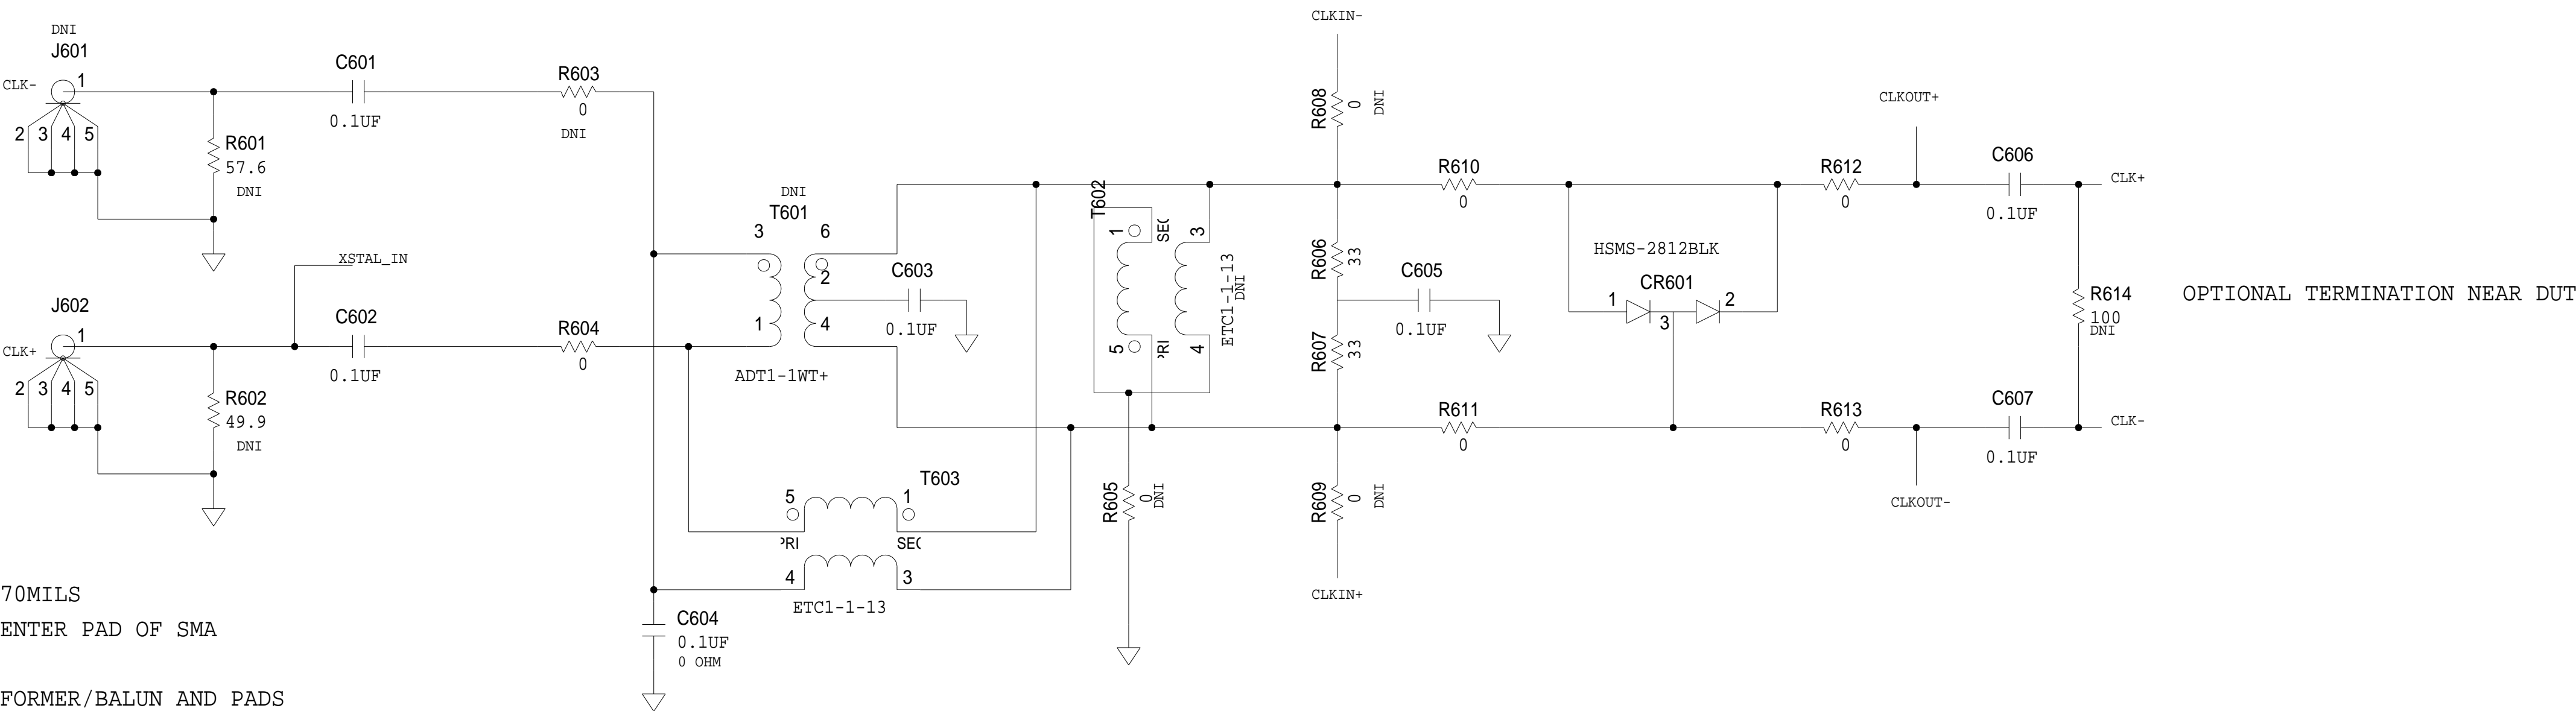 CLKIN-
DNI
J601
CLK-
1
2 3 4 5
C601
0.1UF
R603
0
DNI
R601
57.6
DNI
R608
0
DNI
CLKOUT+
R610
0
R612
0
C606
0.1UF
CLK+
DNI
T601
3
6
2
1
4
ADT1-1WT+
C603
0.1UF
T602
1
SEC
3
5
PRI
4
ETC1-1-13
DNI
R606
33
C605
0.1UF
R607
33
HSMS-2812BLK
CR601
1
2
3
R614
100
DNI
OPTIONAL TERMINATION NEAR DUT
XSTAL_IN
J602
CLK+
1
2 3 4 5
C602
0.1UF
R604
0
R602
49.9
DNI
R611
0
R613
0
C607
0.1UF
CLK-
CLKOUT-
T603
5
1
PRI
SEC
4
3
ETC1-1-13
R605
0
DNI
R609
0
DNI
CLKIN+
C604
0.1UF
0 OHM
70MILS
ENTER PAD OF SMA
FORMER/BALUN AND PADS